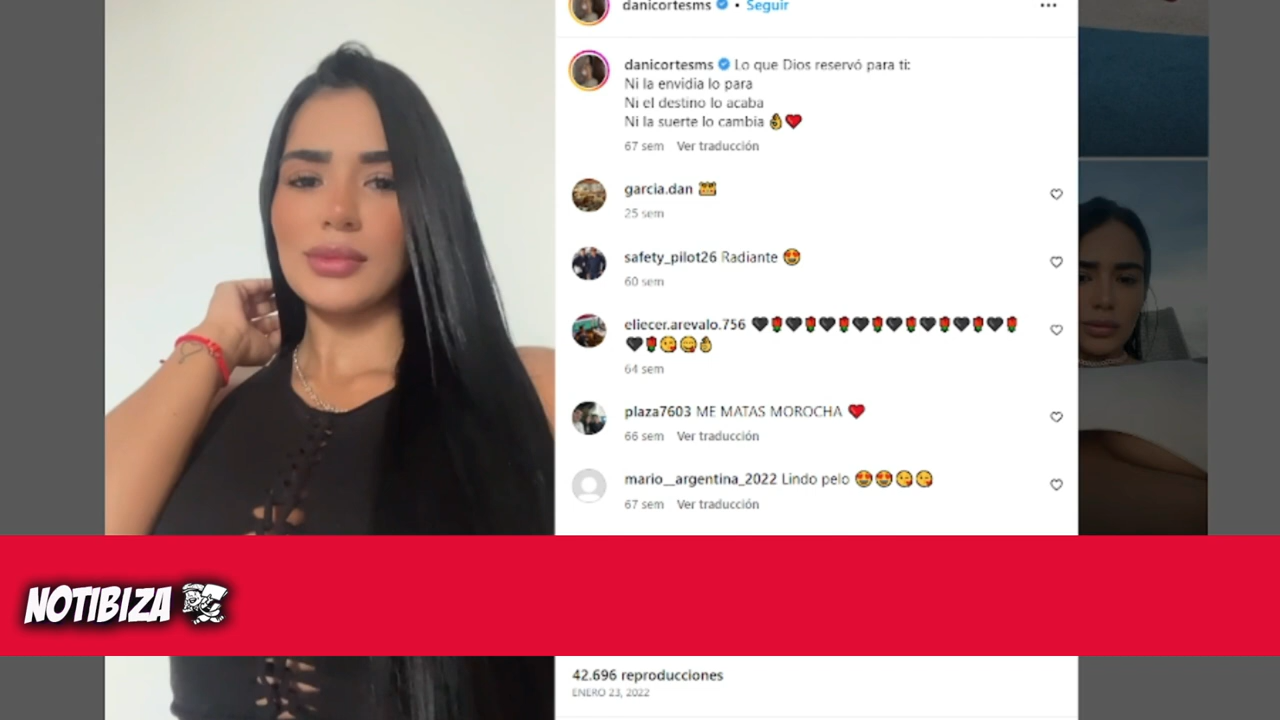 danicortesms • Seguir
danicortesms Lo que Dios reservó para ti:
Ni la envidia lo para
Ni el destino lo acaba
Ni la suerte lo cambia 👌❤️
67 sem Ver traducción
garcia.dan 🐯
25 sem
safety_pilot26 Radiante 😍
60 sem
eliecer.arevalo.756 🖤🌹🖤🌹🖤🌹🖤🌹🖤🌹🖤🌹🖤🌹🖤🌹
🖤🌹😘😋👌
64 sem
plaza7603 ME MATAS MOROCHA ❤️
66 sem Ver traducción
mario__argentina_2022 Lindo pelo 😍😍😘😘
67 sem Ver traducción
NOTIBIZA
42.696 reproducciones
ENERO 23, 2022